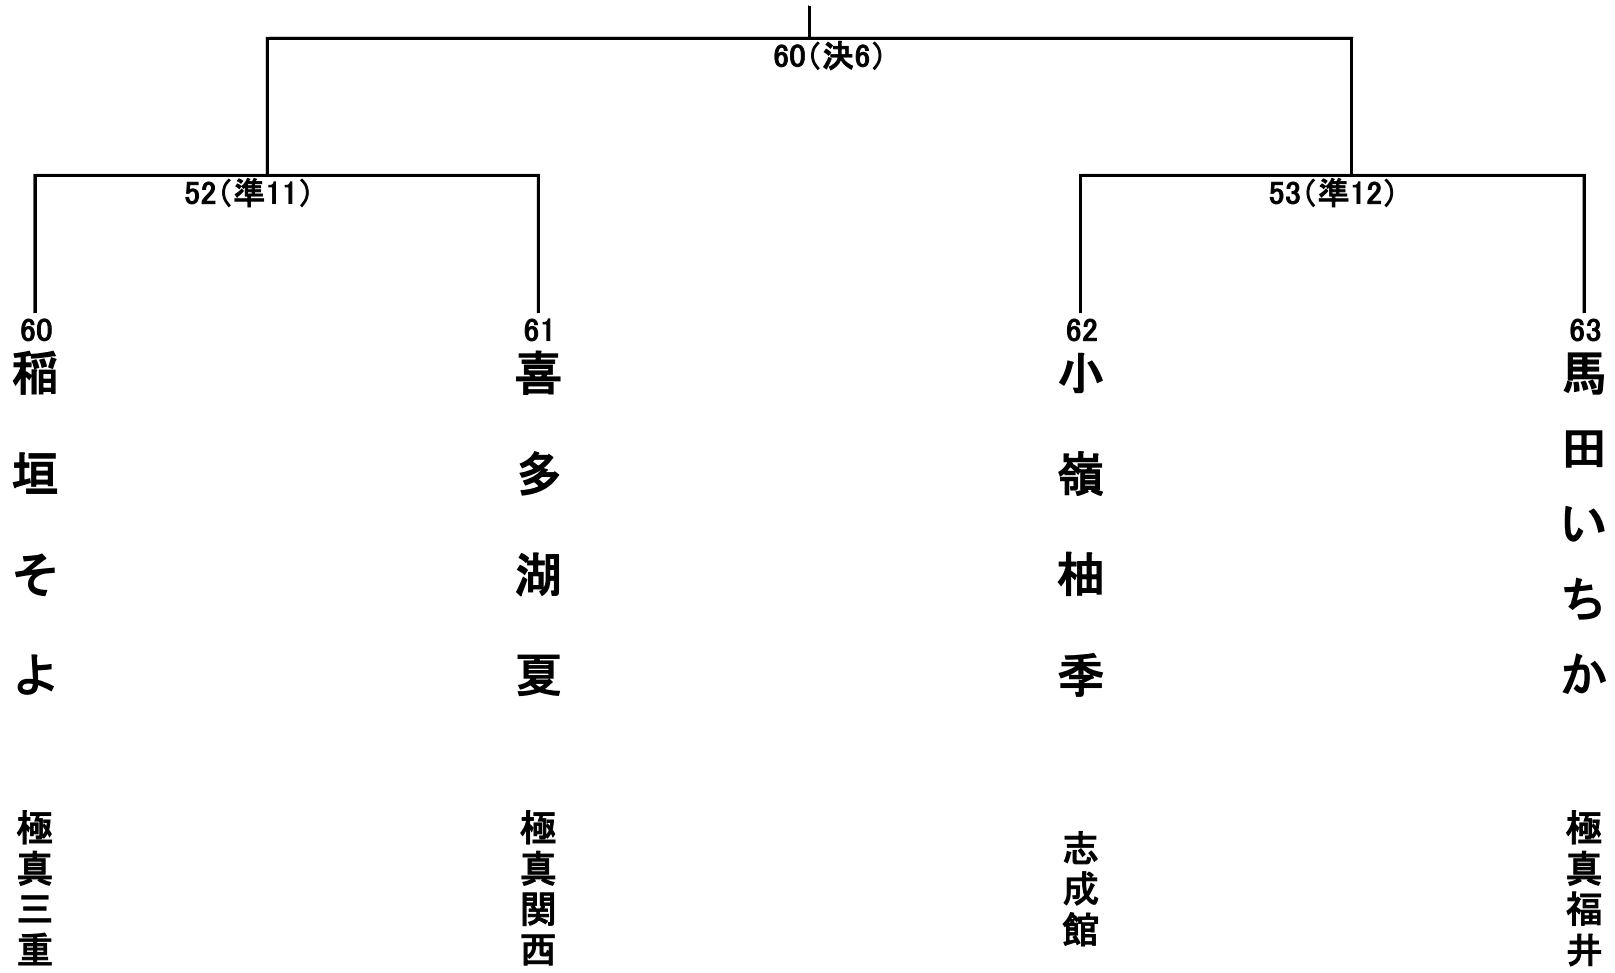 60(決6)
52(準11)
53(準12)
60
稲垣そよ
極真三重
61
喜多湖夏
極真関西
62
小嶺柚季
志成館
63
馬田いちか
極真福井